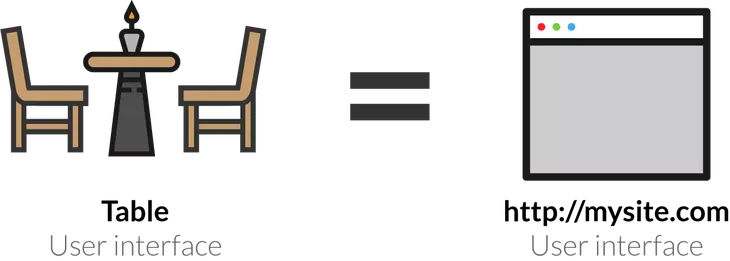 Table
User interface
http://mysite.com
User interface